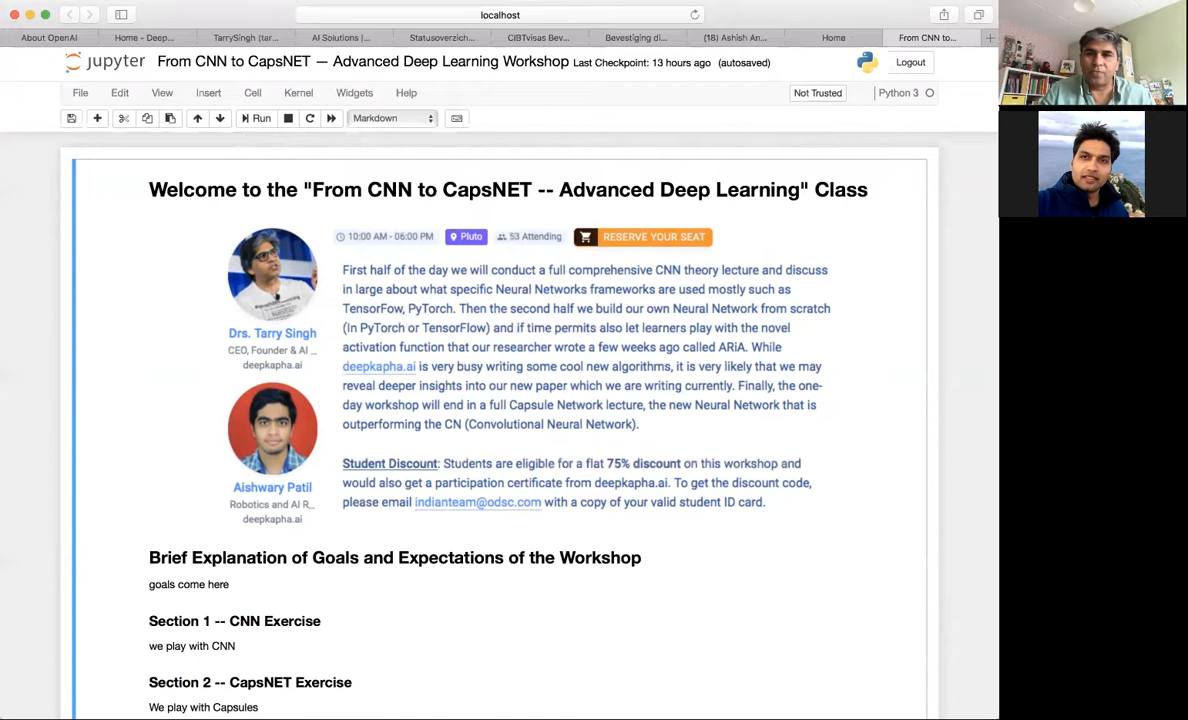 localhost
About OpenAI
Home - Deep...
TarrySingh (tar...
AI Solutions |...
Statusoverzich...
CIBTvisas Bev...
Bevestiging di...
(18) Ashish An...
Home
From CNN to...
jupyter From CNN to CapsNET — Advanced Deep Learning Workshop Last Checkpoint: 13 hours ago (autosaved)
Logout
File Edit View Insert Cell Kernel Widgets Help
Not Trusted
Python 3
Run
Markdown
Welcome to the "From CNN to CapsNET -- Advanced Deep Learning" Class
10:00 AM - 06:00 PM
Pluto
53 Attending
RESERVE YOUR SEAT
Drs. Tarry Singh
CEO, Founder & AI ...
deepkapha.ai
Aishwary Patil
Robotics and AI R...
deepkapha.ai
First half of the day we will conduct a full comprehensive CNN theory lecture and discuss
in large about what specific Neural Networks frameworks are used mostly such as
TensorFow, PyTorch. Then the second half we build our own Neural Network from scratch
(In PyTorch or TensorFlow) and if time permits also let learners play with the novel
activation function that our researcher wrote a few weeks ago called ARiA. While
deepkapha.ai is very busy writing some cool new algorithms, it is very likely that we may
reveal deeper insights into our new paper which we are writing currently. Finally, the one-
day workshop will end in a full Capsule Network lecture, the new Neural Network that is
outperforming the CN (Convolutional Neural Network).
Student Discount: Students are eligible for a flat 75% discount on this workshop and
would also get a participation certificate from deepkapha.ai. To get the discount code,
please email indianteam@odsc.com with a copy of your valid student ID card.
Brief Explanation of Goals and Expectations of the Workshop
goals come here
Section 1 -- CNN Exercise
we play with CNN
Section 2 -- CapsNET Exercise
We play with Capsules